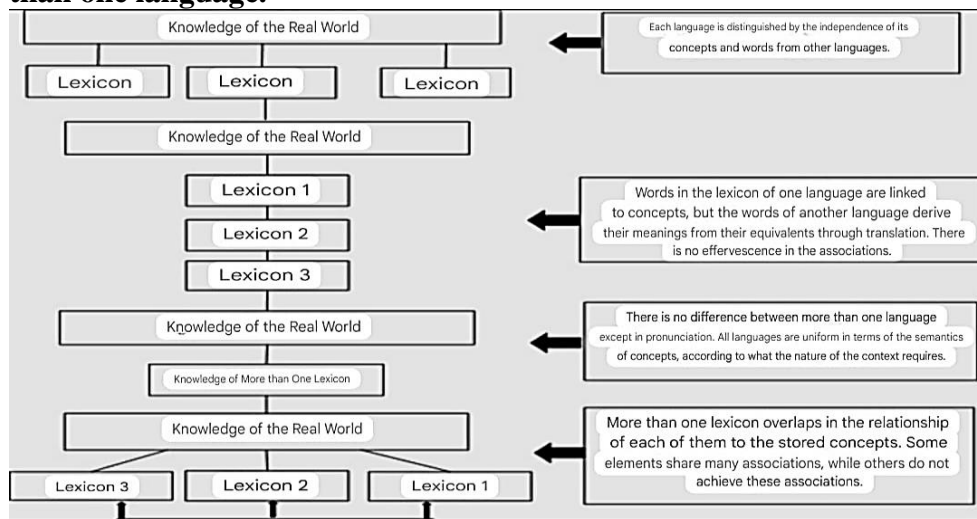 than one language.
Knowledge of the Real World
Each language is distinguished by the independence of its
concepts and words from other languages.
Lexicon
Lexicon
Lexicon
Knowledge of the Real World
Lexicon 1
Lexicon 2
Lexicon 3
Words in the lexicon of one language are linked
to concepts, but the words of another language derive
their meanings from their equivalents through translation. There
is no effervescence in the associations.
Knowledge of the Real World
There is no difference between more than one language
except in pronunciation. All languages are uniform in terms of the semantics
of concepts, according to what the nature of the context requires.
Knowledge of More than One Lexicon
Knowledge of the Real World
More than one lexicon overlaps in the relationship
of each of them to the stored concepts. Some
elements share many associations, while others do not
achieve these associations.
Lexicon 3
Lexicon 2
Lexicon 1